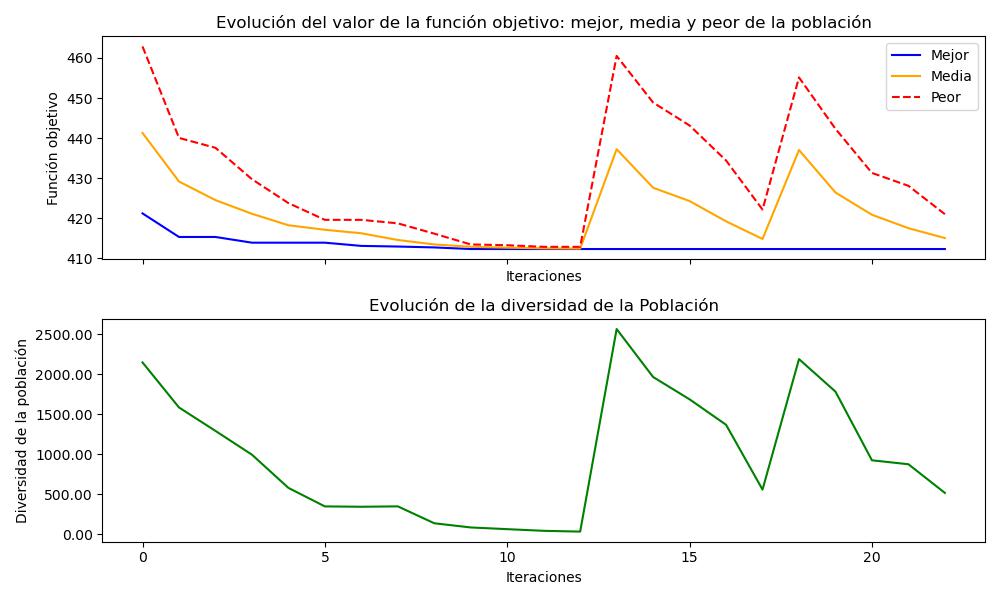 Evolución del valor de la función objetivo: mejor, media y peor de la población
Función objetivo
460
450
440
430
420
410
Mejor
Media
Peor
Iteraciones
Evolución de la diversidad de la Población
Diversidad de la población
2500.00
2000.00
1500.00
1000.00
500.00
0.00
0 5 10 15 20
Iteraciones